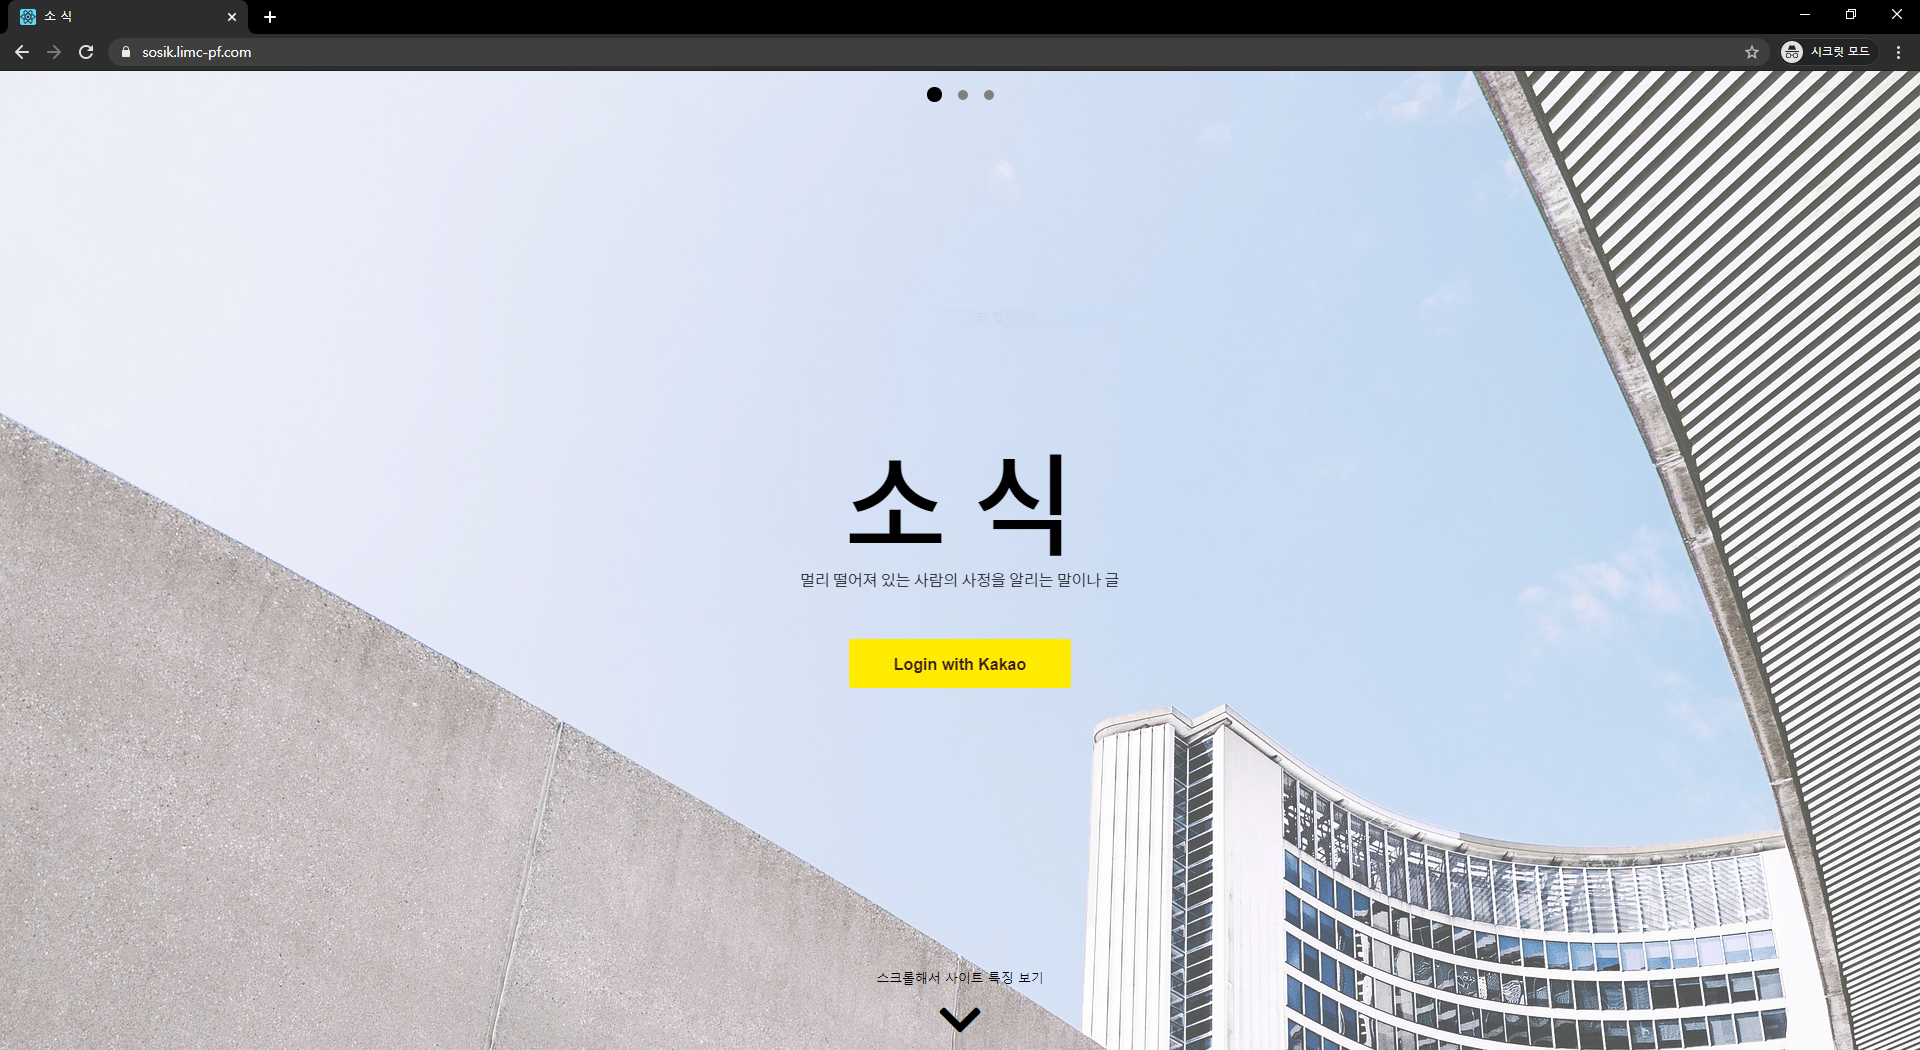 소 식
sosik.limc-pf.com
시크릿 모드
소 식
멀리 떨어져 있는 사람의 사정을 알리는 말이나 글
Login with Kakao
스크롤해서 사이트 특징 보기